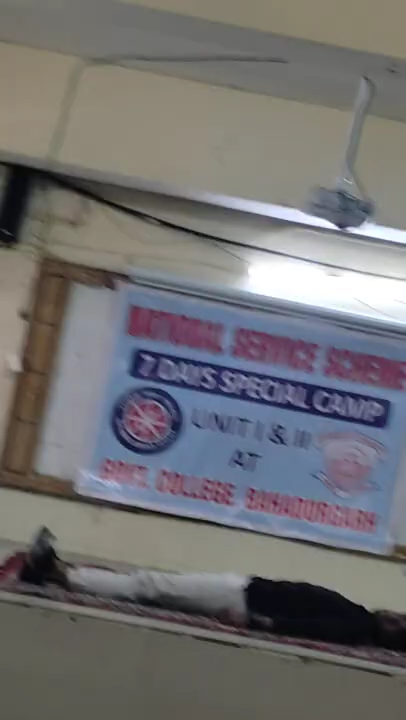 NATIONAL SERVICE SCHEME
7 DAYS SPECIAL CAMP
UNIT I & II
AT
GOVT. COLLEGE BAHADURGARH